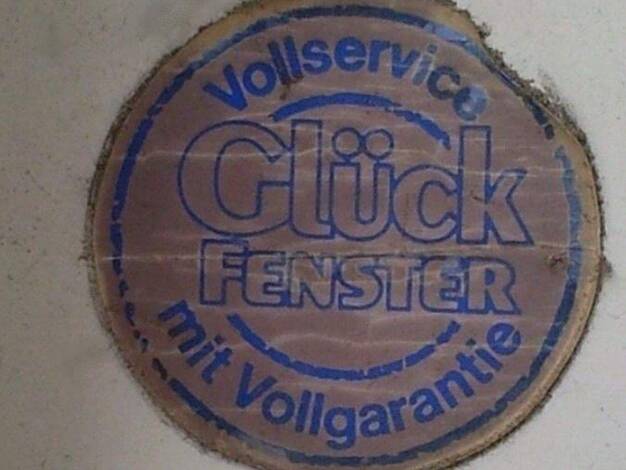 Vollservice
Glück
FENSTER
mit Vollgarantie